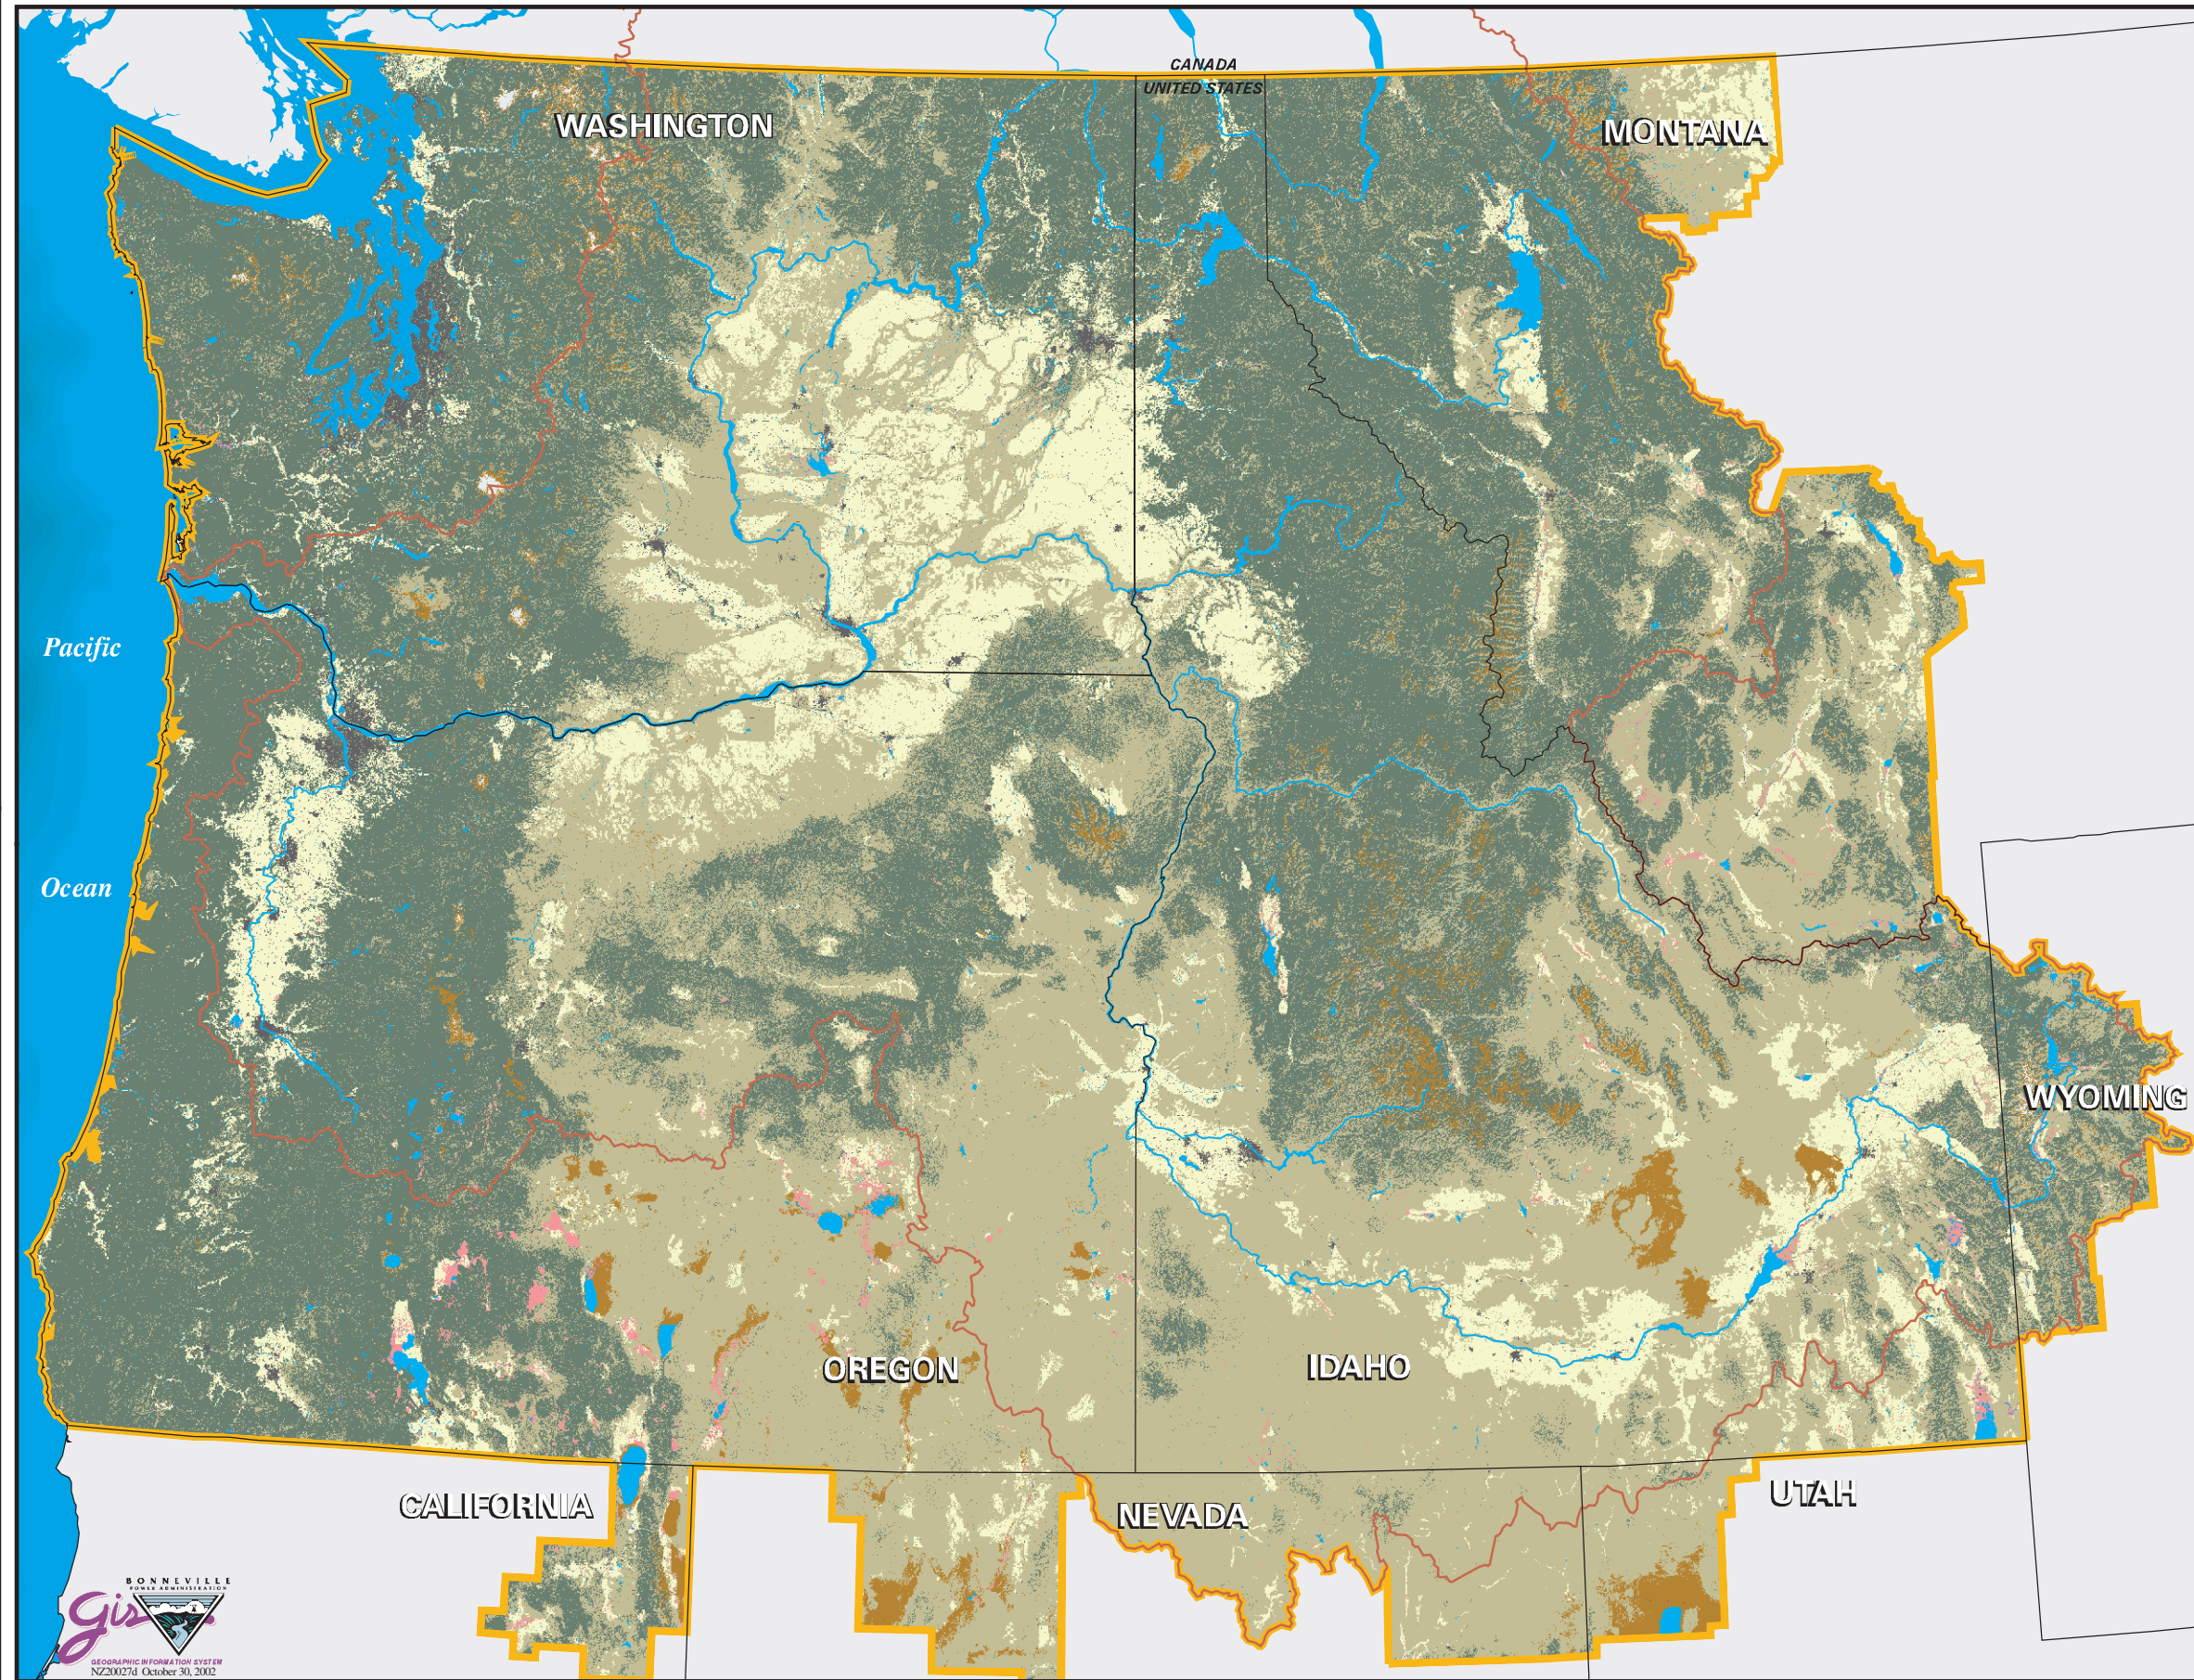 CANADA
UNITED STATES
WASHINGTON
MONTANA
Pacific
Ocean
WYOMING
OREGON
IDAHO
CALIFORNIA
NEVADA
UTAH
BONNEVILLE
POWER ADMINISTRATION
gis
GEOGRAPHIC INFORMATION SYSTEM
NZ20027d October 30, 2002